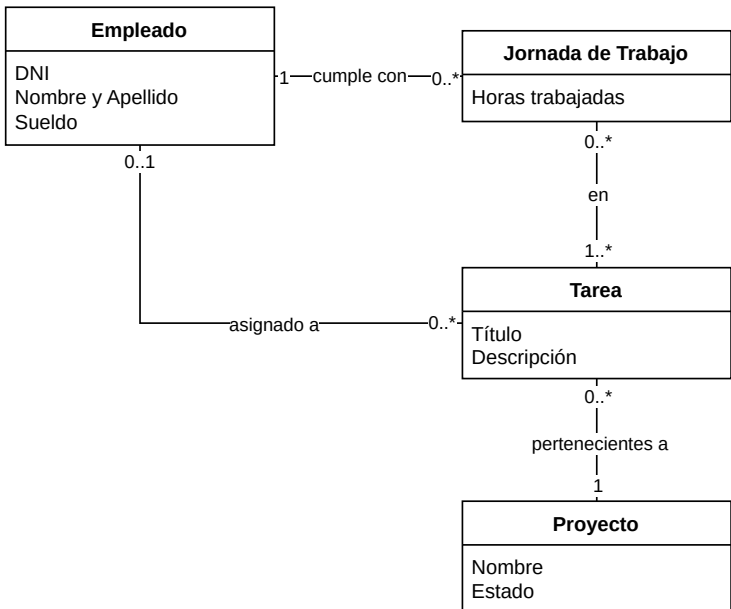 Empleado
DNI
Nombre y Apellido
Sueldo
1
cumple con
0..*
Jornada de Trabajo
Horas trabajadas
0..1
0..*
en
1..*
asignado a
0..*
Tarea
Título
Descripción
0..*
pertenecientes a
1
Proyecto
Nombre
Estado